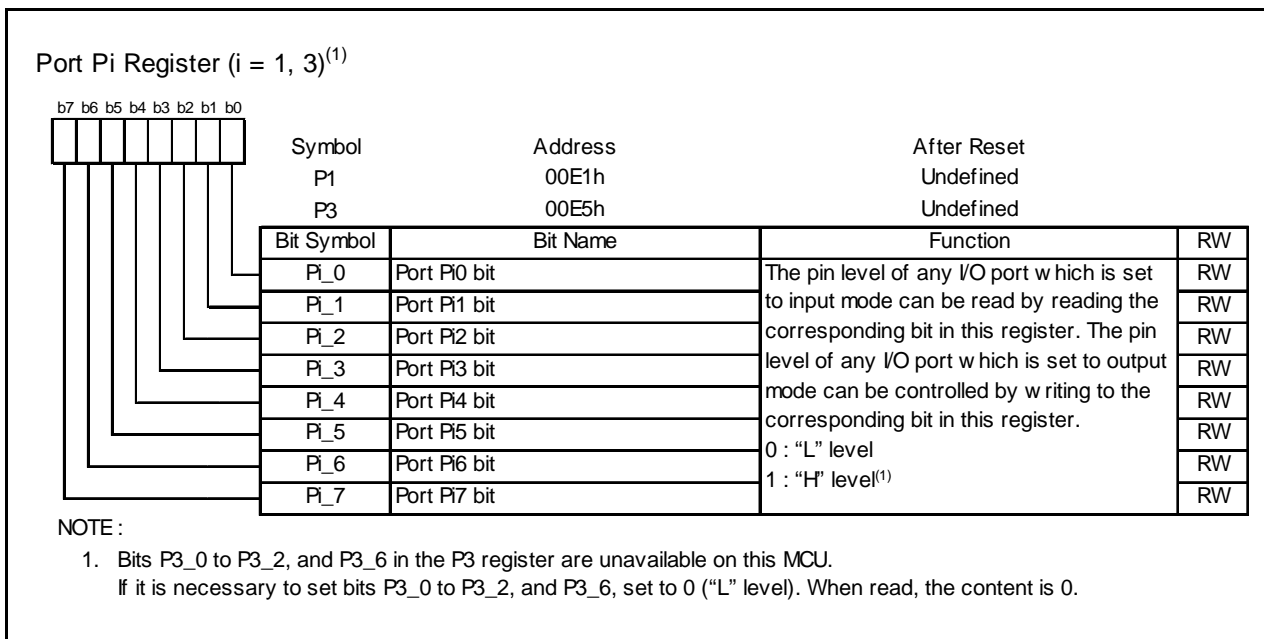 Port Pi Register (i = 1, 3)(1)
b7 b6 b5 b4 b3 b2 b1 b0
Symbol Address After Reset
P1 00E1h Undefined
P3 00E5h Undefined
Bit Symbol Bit Name Function RW
Pi_0 Port Pi0 bit The pin level of any I/O port which is set RW
Pi_1 Port Pi1 bit to input mode can be read by reading the RW
Pi_2 Port Pi2 bit corresponding bit in this register. The pin RW
Pi_3 Port Pi3 bit level of any I/O port which is set to output RW
Pi_4 Port Pi4 bit mode can be controlled by writing to the RW
Pi_5 Port Pi5 bit corresponding bit in this register. RW
Pi_6 Port Pi6 bit 0 : “L” level RW
Pi_7 Port Pi7 bit 1 : “H” level(1) RW
NOTE :
1. Bits P3_0 to P3_2, and P3_6 in the P3 register are unavailable on this MCU.
If it is necessary to set bits P3_0 to P3_2, and P3_6, set to 0 (“L” level). When read, the content is 0.